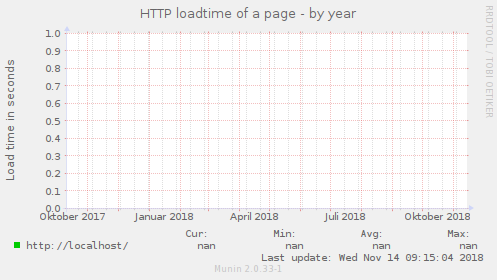 HTTP loadtime of a page - by year
RRDTOOL / TOBI OETIKER
Load time in seconds
1.0
0.9
0.8
0.7
0.6
0.5
0.4
0.3
0.2
0.1
0.0
Oktober 2017 Januar 2018 April 2018 Juli 2018 Oktober 2018
Cur: Min: Avg: Max:
http://localhost/ nan nan nan nan
Last update: Wed Nov 14 09:15:04 2018
Munin 2.0.33-1